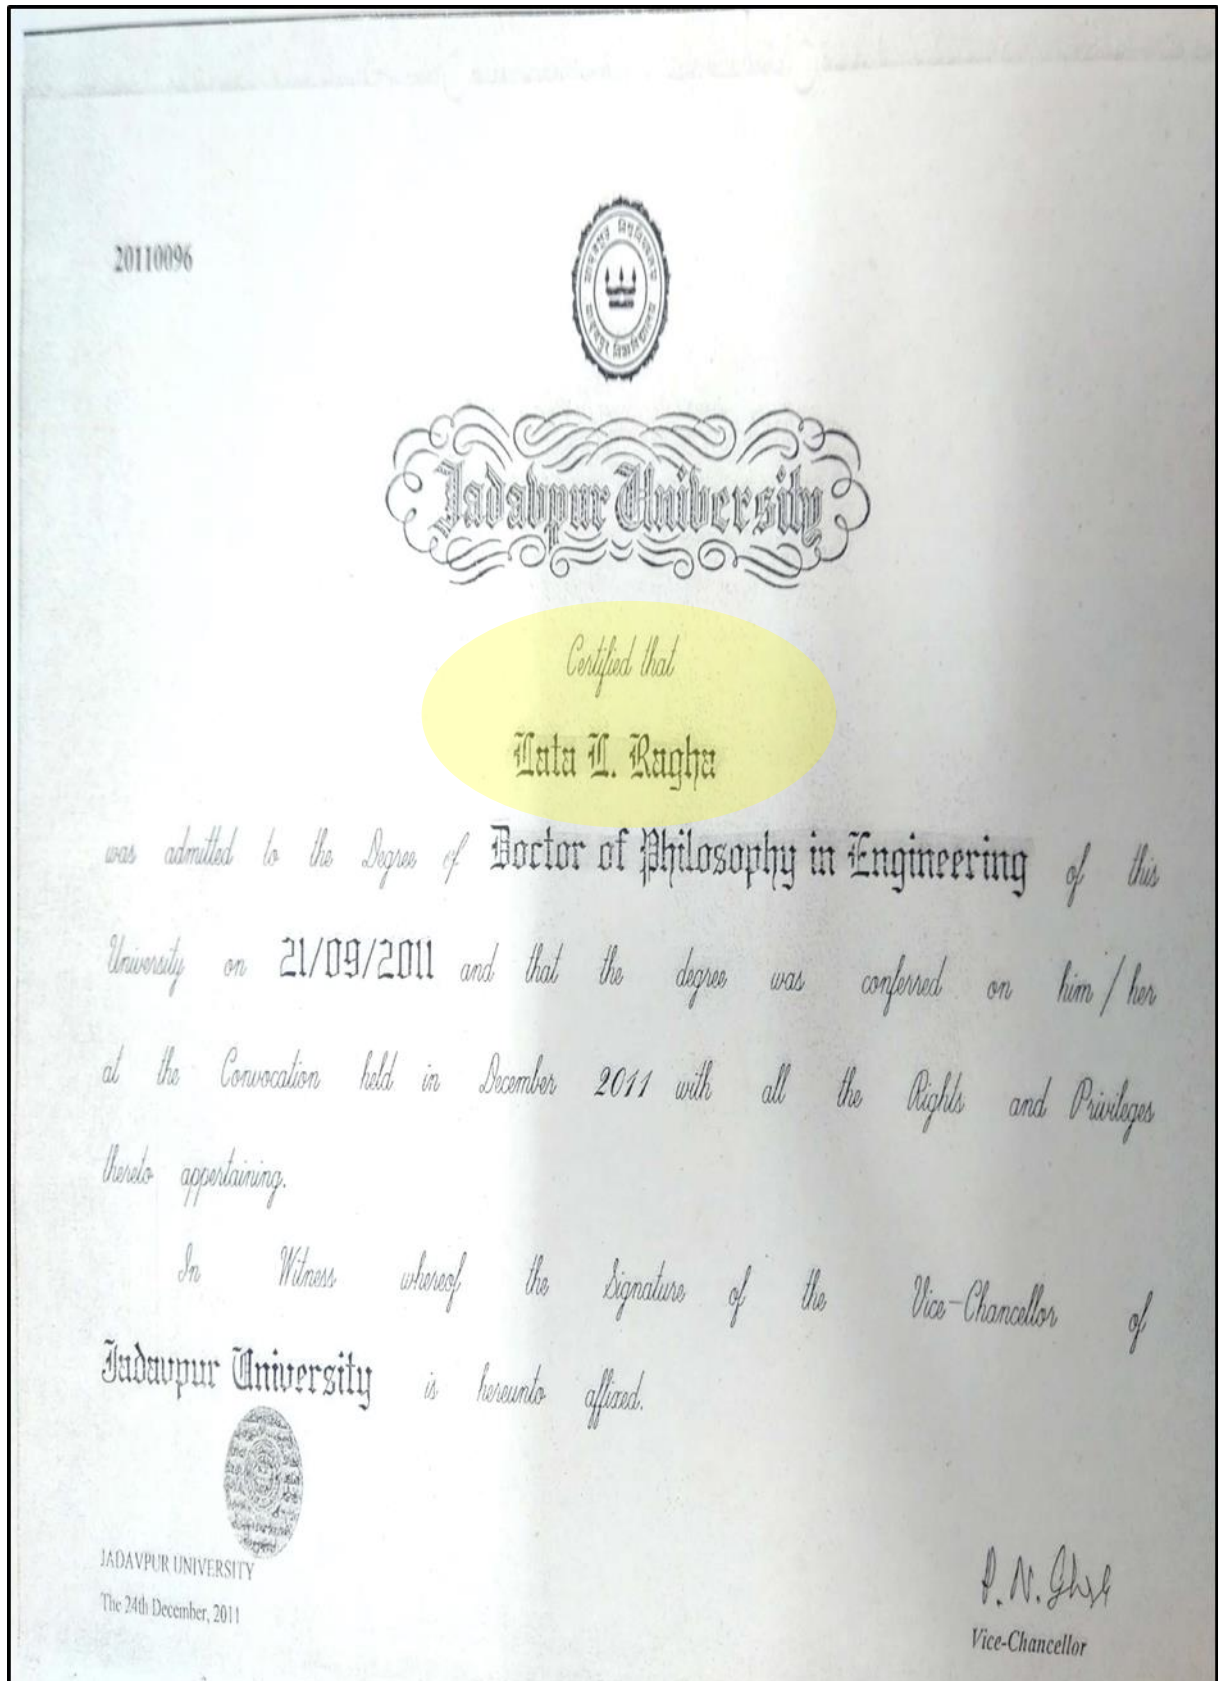 20110096
Jadavpur University
Certified that
Lata L. Ragha
was admitted to the Degree of Doctor of Philosophy in Engineering of this
University on 21/09/2011 and that the degree was conferred on him / her
at the Convocation held in December 2011 with all the Rights and Privileges
thereto appertaining.
In Witness whereof the Signature of the Vice-Chancellor of
Jadavpur University is hereunto affixed.
JADAVPUR UNIVERSITY
The 24th December, 2011
P. N. Ghosh
Vice-Chancellor